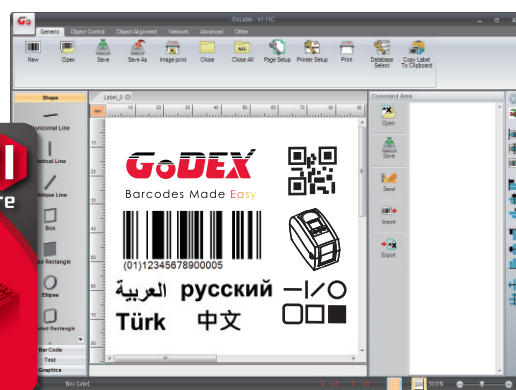 Go
GoLabel - V1.11C
Generic Object Control Object Alignment Network Advanced Other
New Open Save Save As Image print Close Close All Page Setup Printer Setup Print Database Select Copy Label To Clipboard
Shape
Label_0
Command Area
Horizontal Line
Vertical Line
Oblique Line
Box
Ellipse
Bar Code
Text
Graphics
GoDEX
Barcodes Made Easy
(01)12345678900005
العربية русский
Türk 中文
Open
Save
Send
Import
Export
New Label